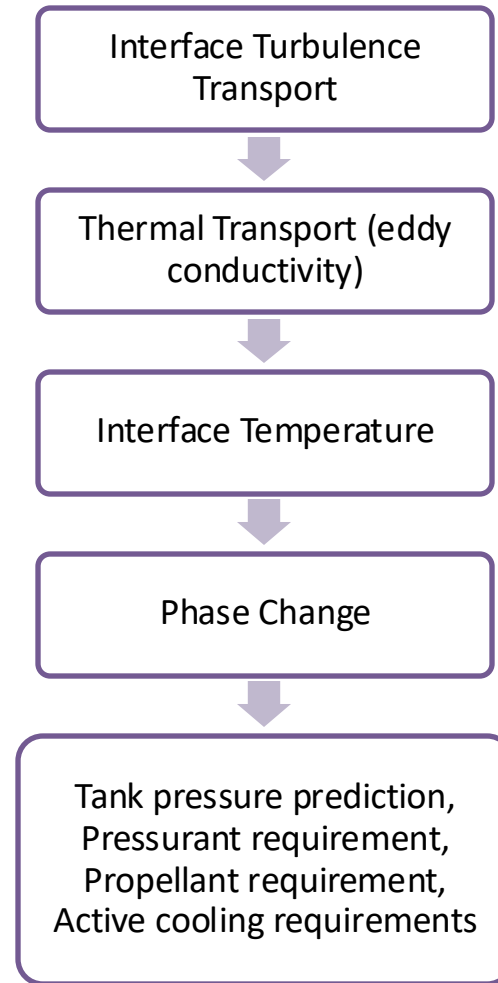 Interface Turbulence
Transport
Thermal Transport (eddy
conductivity)
Interface Temperature
Phase Change
Tank pressure prediction,
Pressurant requirement,
Propellant requirement,
Active cooling requirements